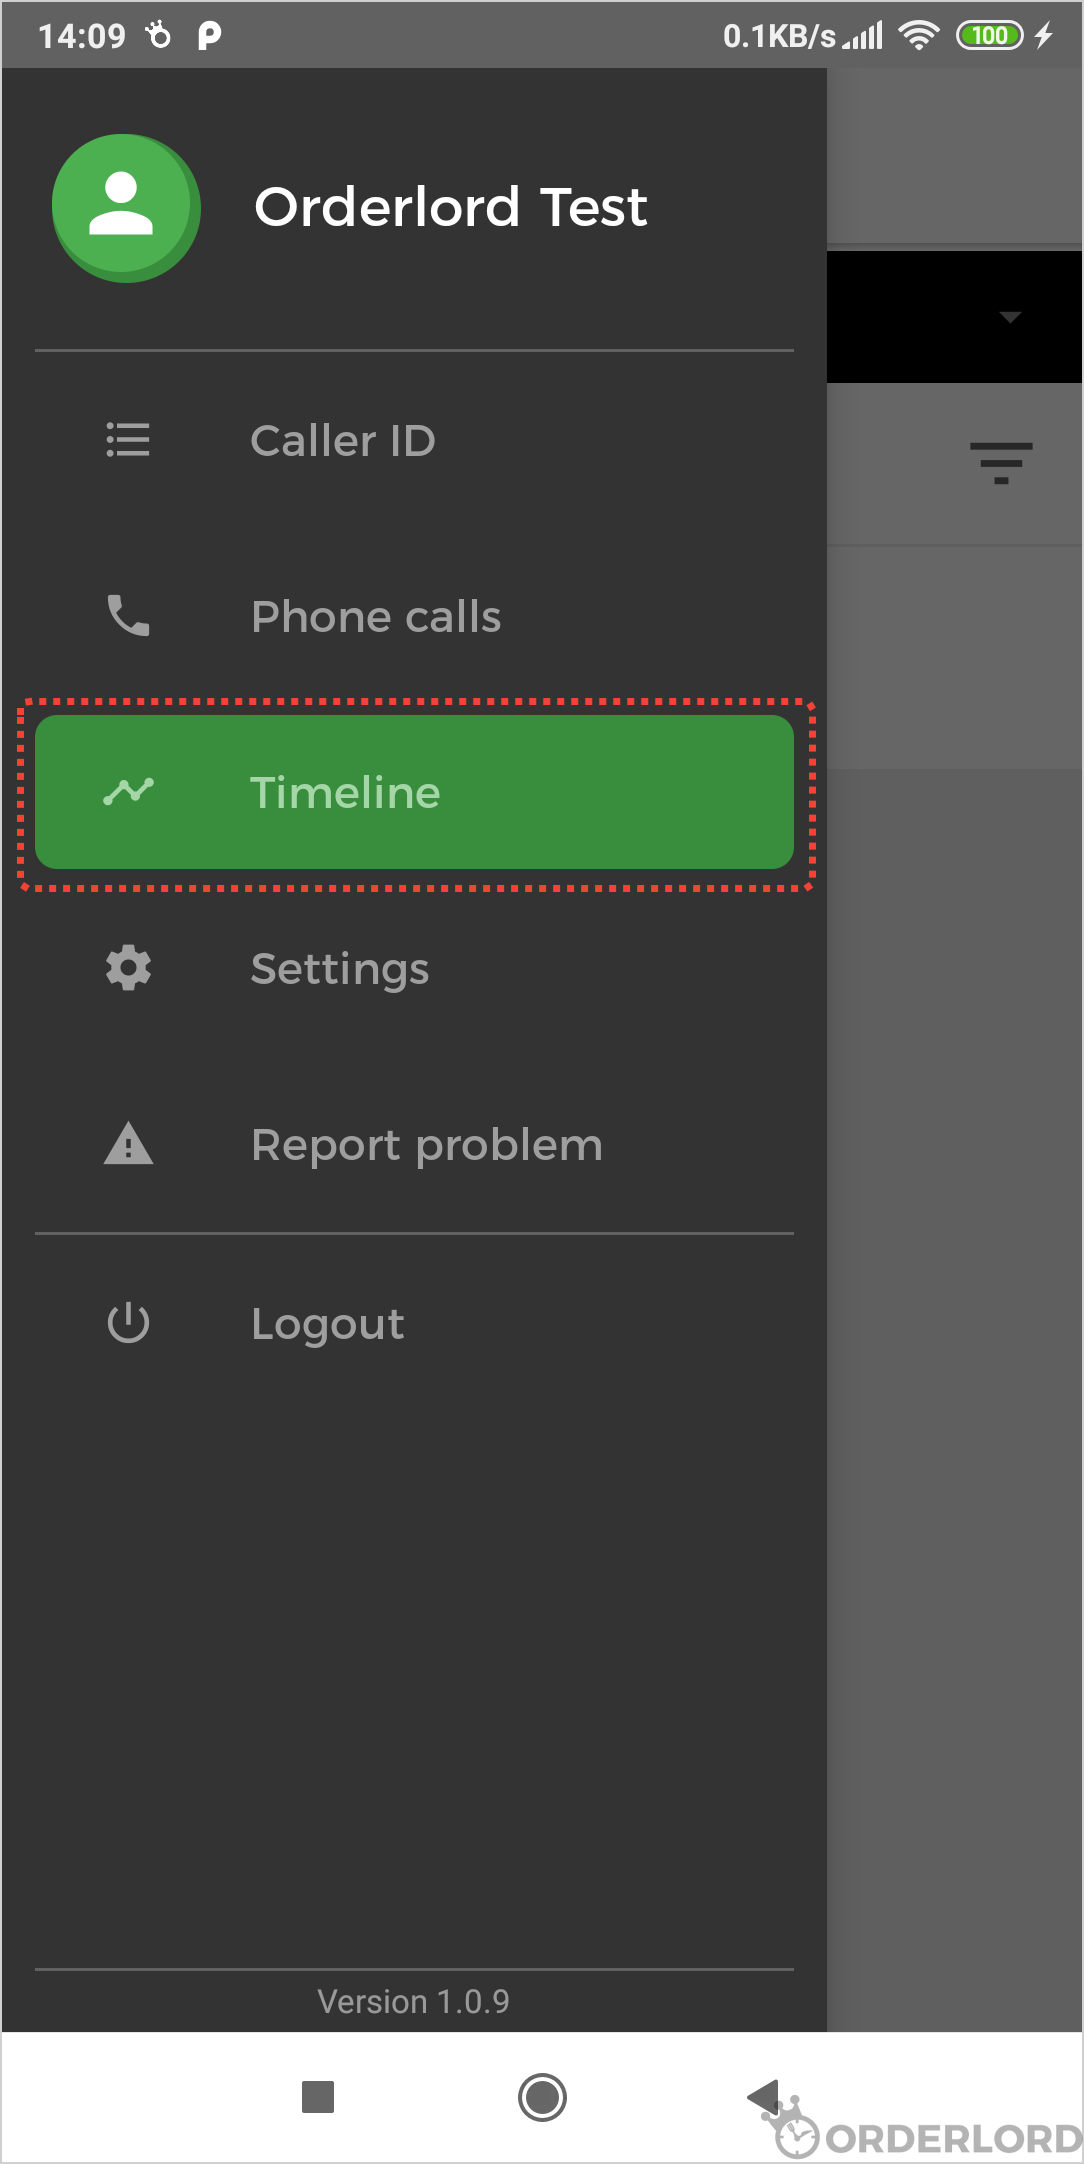 14:09 0.1KB/s 100
Orderlord Test
Caller ID
Phone calls
Timeline
Settings
Report problem
Logout
Version 1.0.9
ORDERLORD